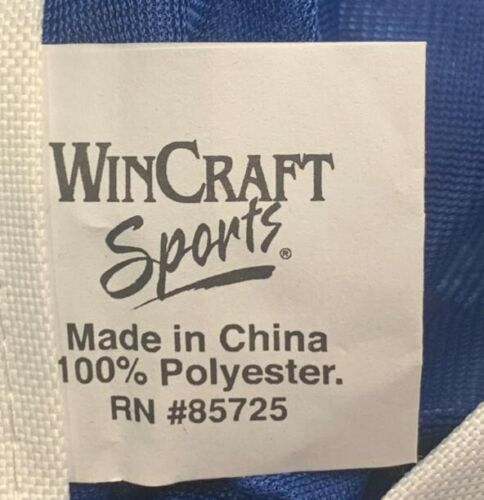 WINCRAFT
Sports®
Made in China
100% Polyester.
RN #85725